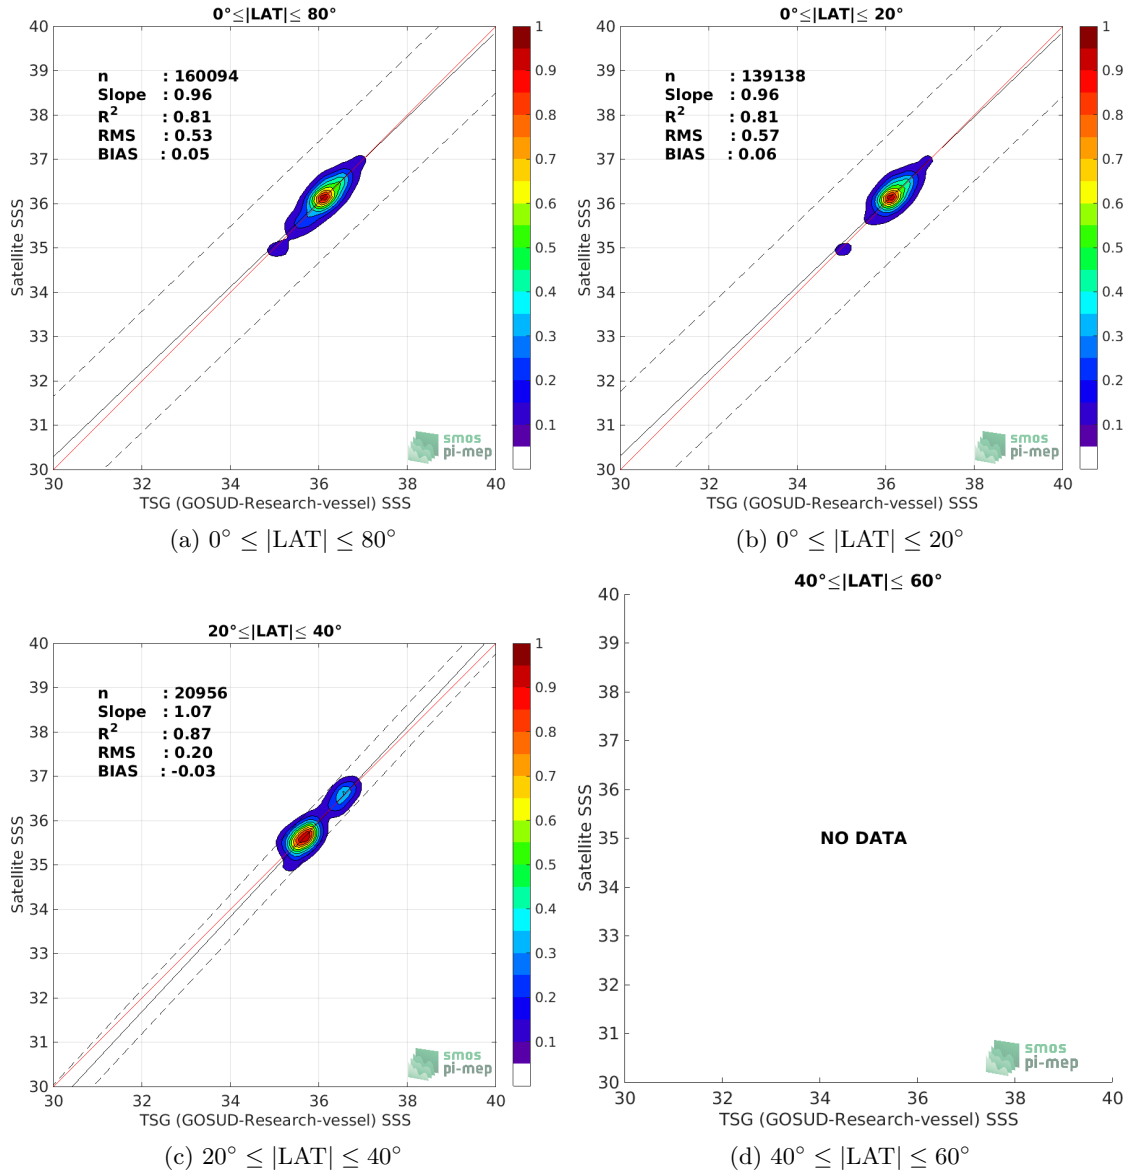 0°≤|LAT|≤ 80°
n : 160094
Slope : 0.96
R² : 0.81
RMS : 0.53
BIAS : 0.05
Satellite SSS
40
39
38
37
36
35
34
33
32
31
30
30 32 34 36 38 40
TSG (GOSUD-Research-vessel) SSS
1
0.9
0.8
0.7
0.6
0.5
0.4
0.3
0.2
0.1
smos
pi-mep
(a) 0° ≤ |LAT| ≤ 80°
0°≤|LAT|≤ 20°
n : 139138
Slope : 0.96
R² : 0.81
RMS : 0.57
BIAS : 0.06
Satellite SSS
40
39
38
37
36
35
34
33
32
31
30
30 32 34 36 38 40
TSG (GOSUD-Research-vessel) SSS
1
0.9
0.8
0.7
0.6
0.5
0.4
0.3
0.2
0.1
smos
pi-mep
(b) 0° ≤ |LAT| ≤ 20°
20°≤|LAT|≤ 40°
n : 20956
Slope : 1.07
R² : 0.87
RMS : 0.20
BIAS : -0.03
Satellite SSS
40
39
38
37
36
35
34
33
32
31
30
30 32 34 36 38 40
TSG (GOSUD-Research-vessel) SSS
1
0.9
0.8
0.7
0.6
0.5
0.4
0.3
0.2
0.1
smos
pi-mep
(c) 20° ≤ |LAT| ≤ 40°
40°≤|LAT|≤ 60°
NO DATA
Satellite SSS
40
39
38
37
36
35
34
33
32
31
30
30 32 34 36 38 40
TSG (GOSUD-Research-vessel) SSS
smos
pi-mep
(d) 40° ≤ |LAT| ≤ 60°